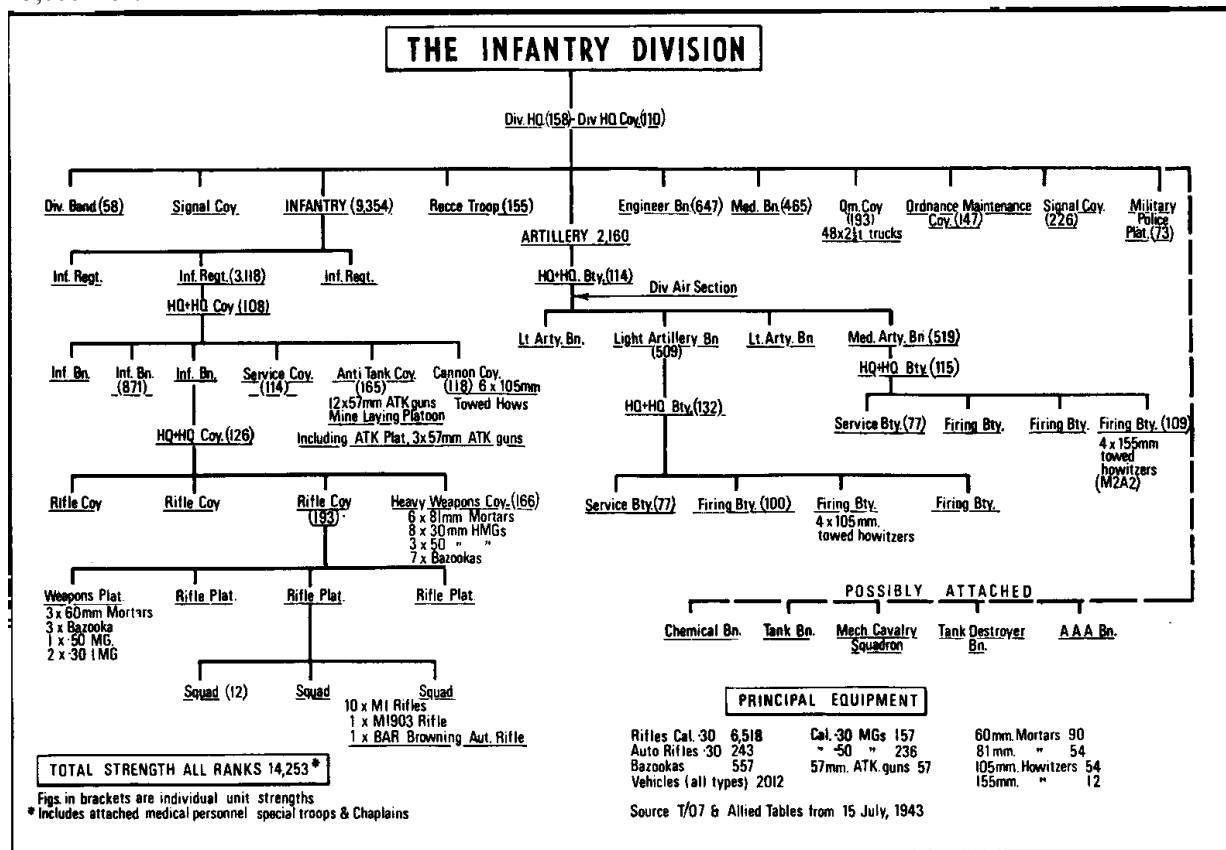 THE INFANTRY DIVISION
Div. HQ (158)- Div HQ Coy.(110)
Div. Band (58)
Signal Coy
INFANTRY (9,354)
Recce Troop (155)
ARTILLERY 2,160
Engineer Bn.(647)
Med. Bn.(465)
Qm. Coy
(193)
48x2½t. trucks
Ordnance Maintenance
Coy. (147)
Signal Coy.
(226)
Military
Police
Plat. (73)
Inf. Regt.
Inf. Regt. (3,118)
Inf. Regt.
HQ+HQ Coy (108)
HQ+HQ. Bty.(114)
Div Air Section
Inf. Bn.
Inf. Bn.
(871)
Inf. Bn.
Service Coy.
(114)
Anti Tank Coy.
(165)
12x57mm ATK guns
Mine Laying Platoon
Cannon Coy.
(118) 6 x 105mm
Towed Hows
Including ATK Plat, 3x57mm ATK guns
Lt Arty. Bn.
Light Artillery Bn
(509)
Lt. Arty. Bn
Med. Arty. Bn (519)
HQ+HQ Bty. (115)
HQ+HQ Bty. (132)
Service Bty. (77)
Firing Bty.
Firing Bty.
Firing Bty. (109)
4 x 155mm
towed
howitzers
(M2A2)
HQ+HQ Coy. (126)
Rifle Coy
Rifle Coy
Rifle Coy
(193)
Heavy Weapons Coy. (166)
6 x 81mm Mortars
8 x 30mm HMGs
3 x 50 " "
7 x Bazookas
Service Bty. (77)
Firing Bty. (100)
Firing Bty.
4 x 105 mm.
towed howitzers
Firing Bty.
Weapons Plat.
3 x 60mm Mortars
3 x Bazooka
1 x ·50 MG.
2 x ·30 LMG
Rifle Plat.
Rifle Plat.
Rifle Plat.
POSSIBLY ATTACHED
Chemical Bn.
Tank Bn.
Mech. Cavalry
Squadron
Tank Destroyer
Bn.
A.A.A Bn.
Squad (12)
Squad
Squad
10 x M1 Rifles
1 x M1903 Rifle
1 x BAR Browning Aut. Rifle
PRINCIPAL EQUIPMENT
Rifles Cal. ·30 6,518 Cal. ·30 MGs 157 60mm. Mortars 90
Auto Rifles ·30 243 " ·50 " 236 81mm. " 54
Bazookas 557 57mm. ATK. guns 57 105mm. Howitzers 54
Vehicles (all types) 2012 155mm. " 12
Source T/07 & Allied Tables from 15 July, 1943
TOTAL STRENGTH ALL RANKS 14,253*
Figs. in brackets are individual unit strengths
* Includes attached medical personnel special troops & Chaplains